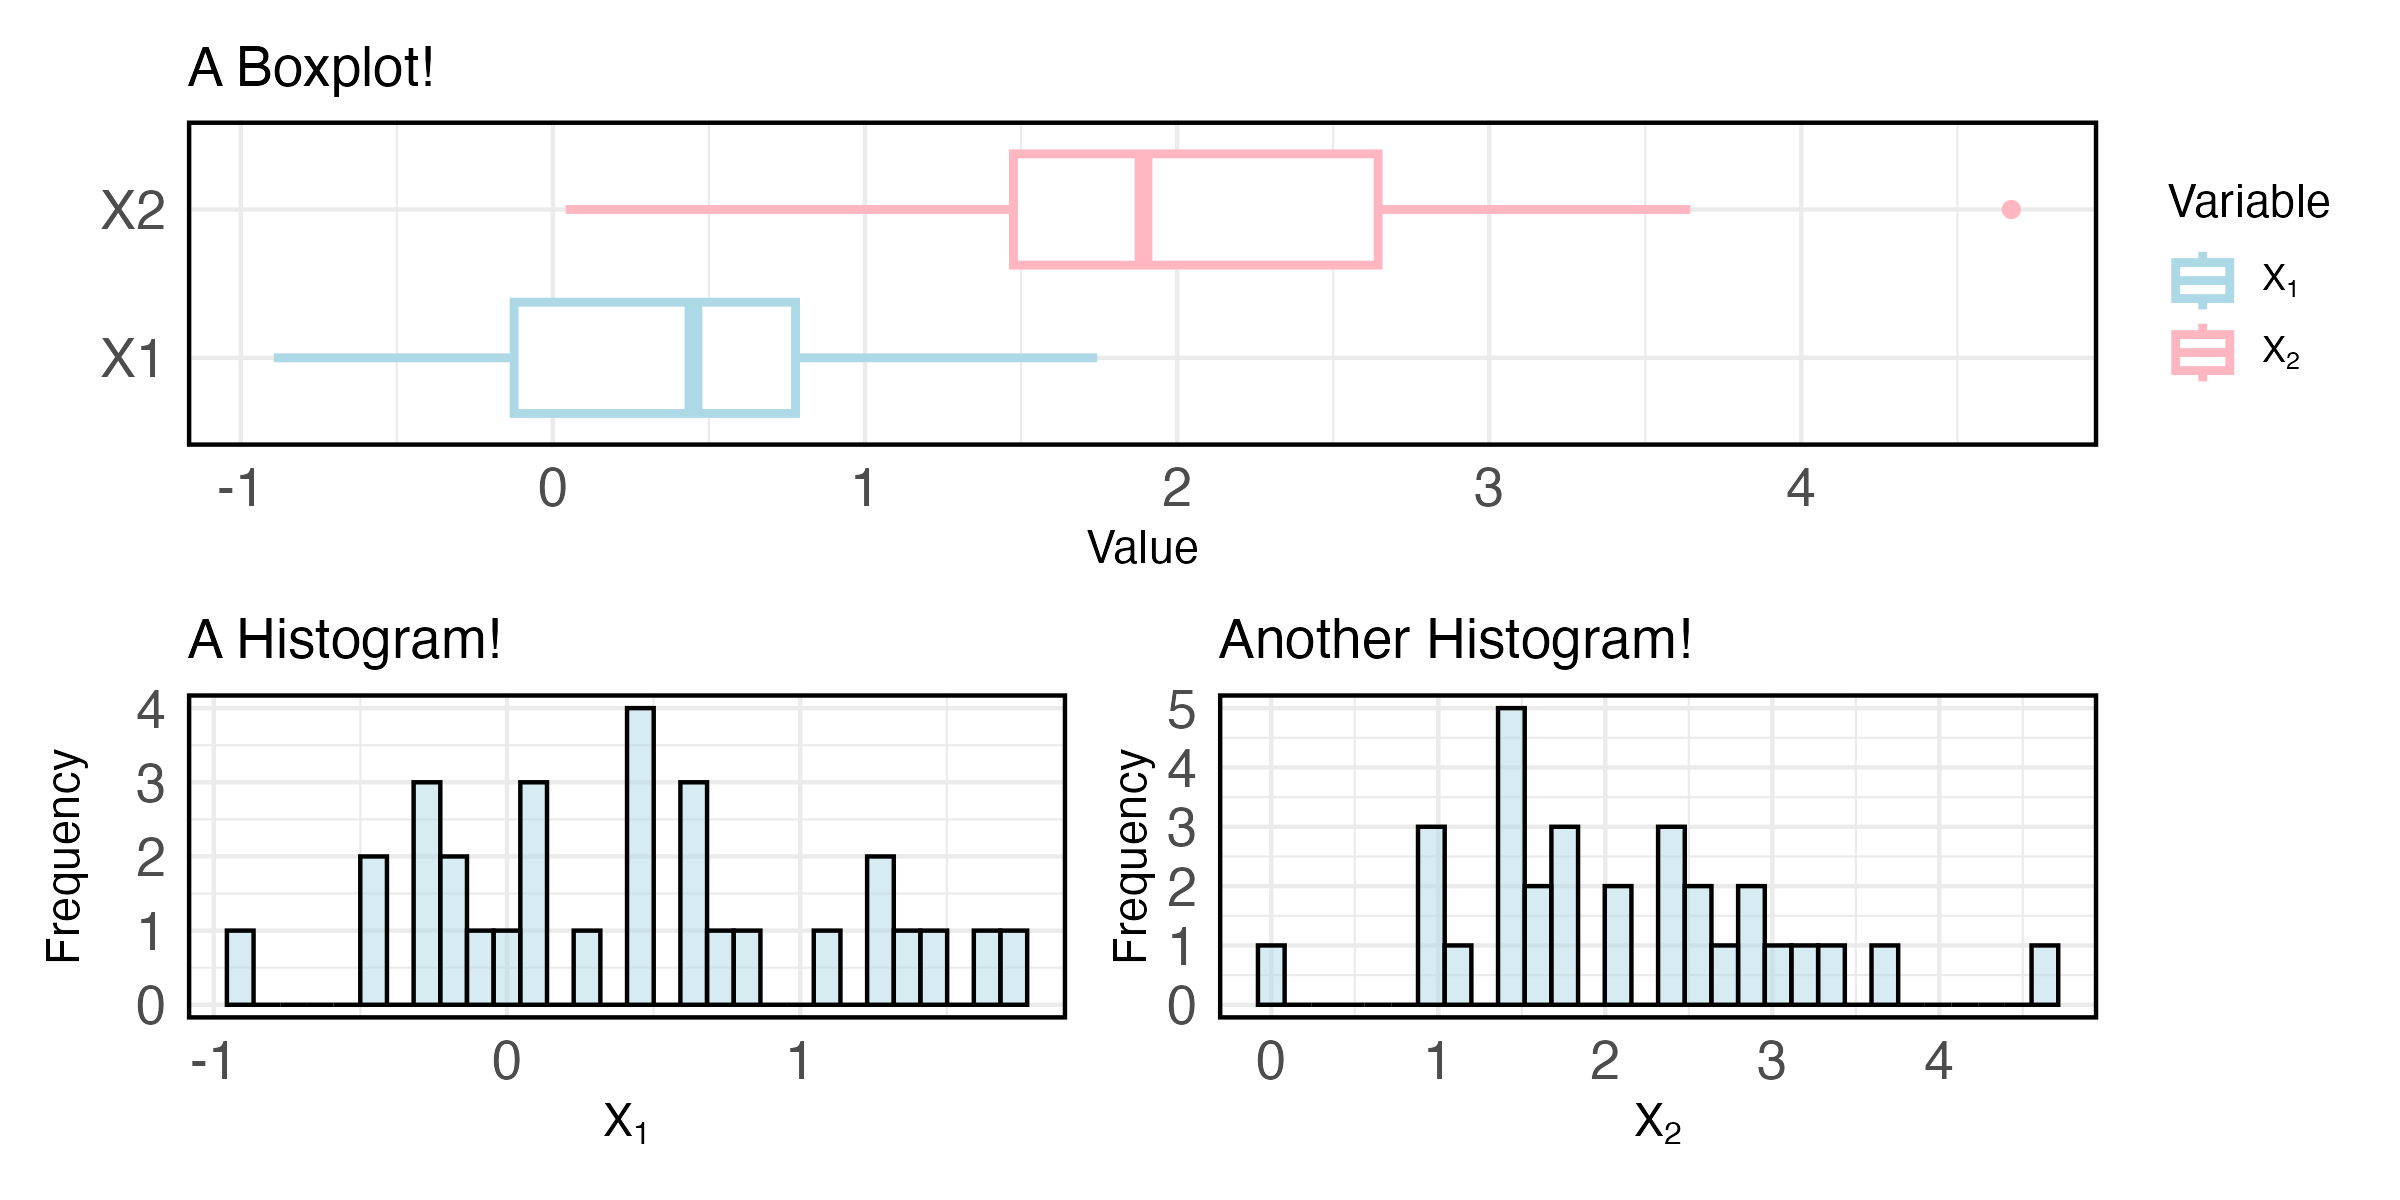 A Boxplot!
X2
X1
-1 0 1 2 3 4
Value
Variable
X₁
X₂
A Histogram!
Frequency
4
3
2
1
0
-1 0 1
X₁
Another Histogram!
Frequency
5
4
3
2
1
0
0 1 2 3 4
X₂